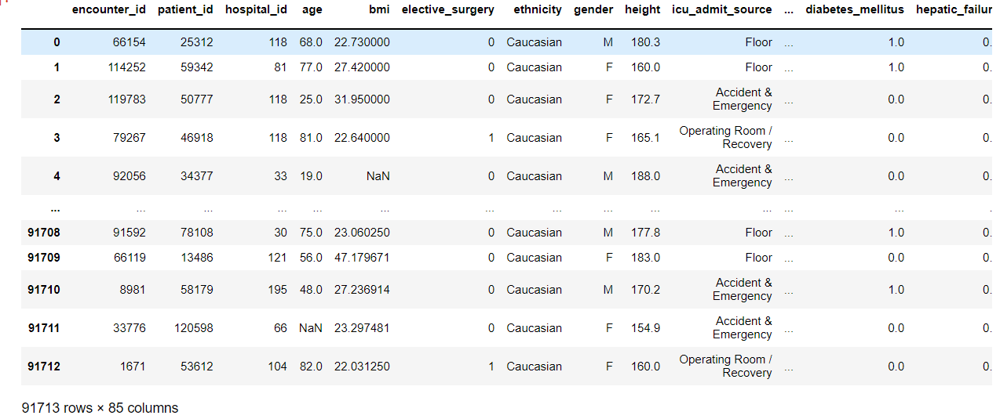 encounter_id patient_id hospital_id age bmi elective_surgery ethnicity gender height icu_admit_source ... diabetes_mellitus
0 66154 25312 118 68.0 22.730000 0 Caucasian M 180.3 Floor ... 1.0 0.
1 114252 59342 81 77.0 27.420000 0 Caucasian F 160.0 Floor ... 1.0 0.
2 119783 50777 118 25.0 31.950000 0 Caucasian F 172.7 Accident & Emergency ... 0.0 0.
3 79267 46918 118 81.0 22.640000 1 Caucasian F 165.1 Operating Room / Recovery ... 0.0 0.
4 92056 34377 33 19.0 NaN 0 Caucasian M 188.0 Accident & Emergency ... 0.0 0.
... ... ... ... ... ... ... ... ... ... ... ... ...
91708 91592 78108 30 75.0 23.060250 0 Caucasian M 177.8 Floor ... 1.0 0.
91709 66119 13486 121 56.0 47.179671 0 Caucasian F 183.0 Floor ... 0.0 0.
91710 8981 58179 195 48.0 27.236914 0 Caucasian M 170.2 Accident & Emergency ... 1.0 0.
91711 33776 120598 66 NaN 23.297481 0 Caucasian F 154.9 Accident & Emergency ... 0.0 0.
91712 1671 53612 104 82.0 22.031250 1 Caucasian F 160.0 Operating Room / Recovery ... 0.0 0.
91713 rows × 85 columns